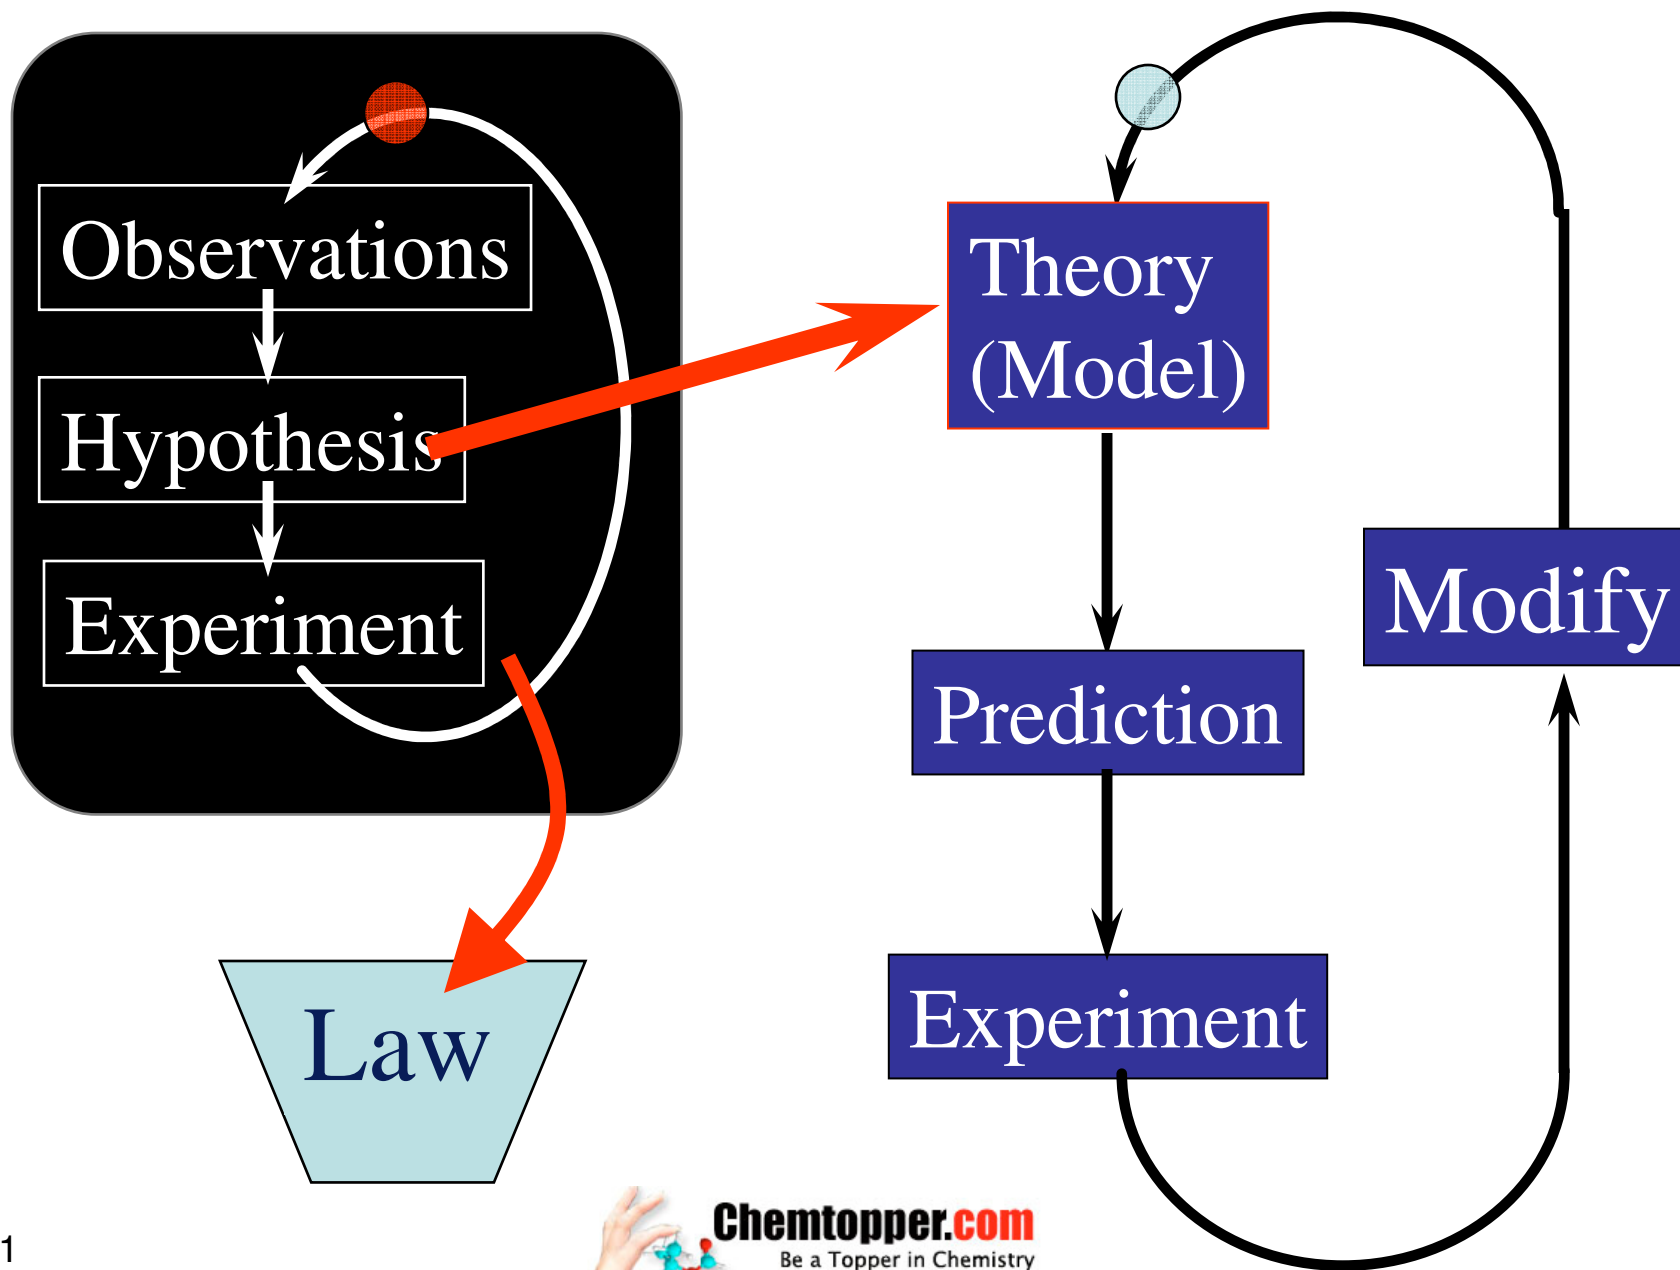 Observations
Hypothesis
Experiment
Law
Theory
(Model)
Prediction
Experiment
Modify
Chemtopper.com
Be a Topper in Chemistry
1